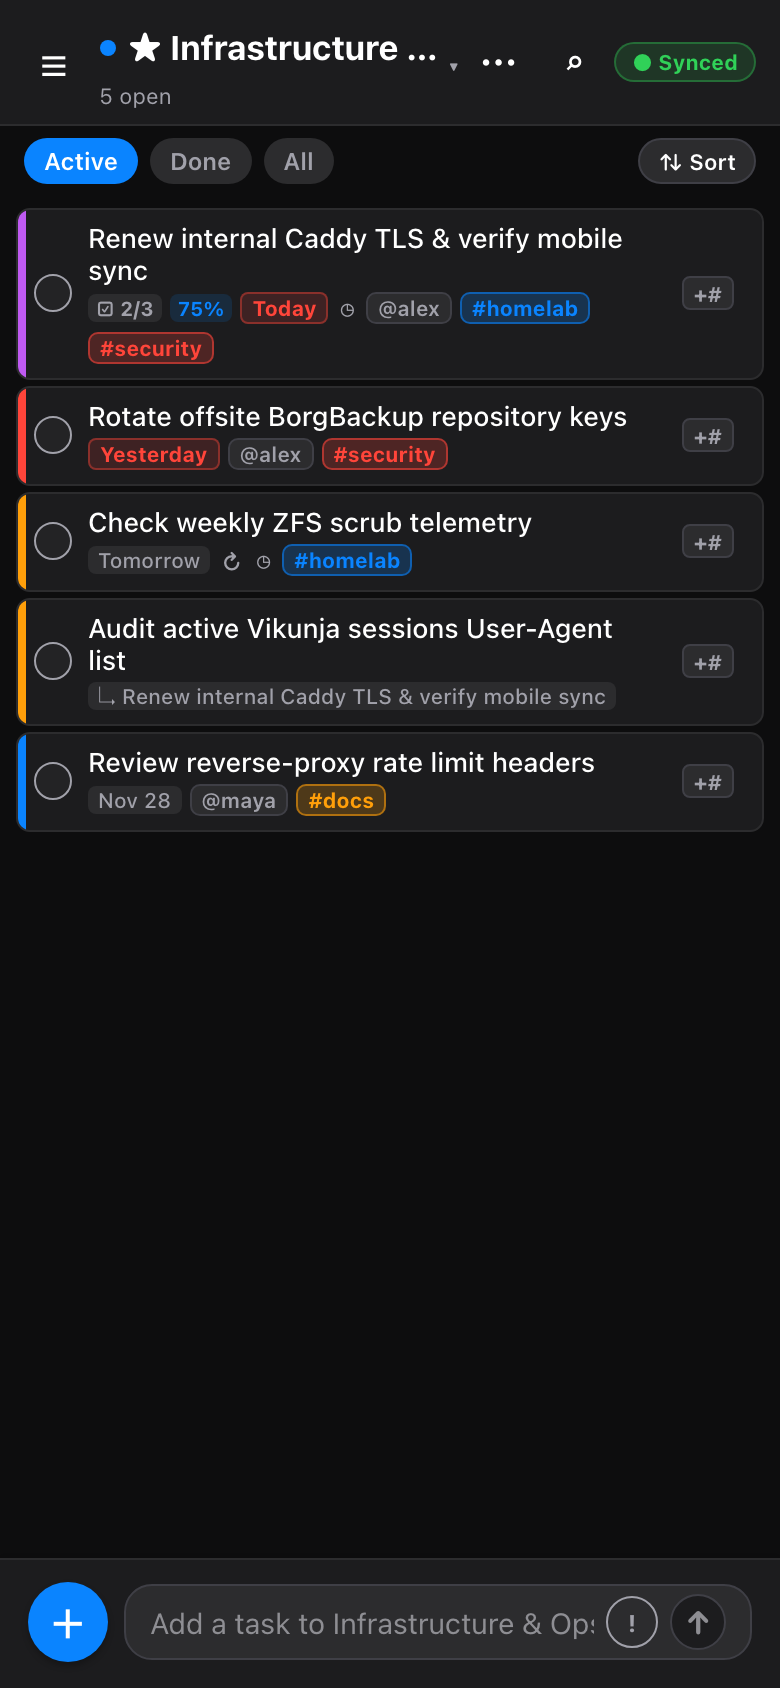 ★ Infrastructure ...
5 open
Synced
Active
Done
All
Sort
Renew internal Caddy TLS & verify mobile
sync
2/3 75% Today @alex #homelab
#security
+#
Rotate offsite BorgBackup repository keys
Yesterday @alex #security
+#
Check weekly ZFS scrub telemetry
Tomorrow #homelab
+#
Audit active Vikunja sessions User-Agent
list
Renew internal Caddy TLS & verify mobile sync
+#
Review reverse-proxy rate limit headers
Nov 28 @maya #docs
+#
Add a task to Infrastructure & Ops
!